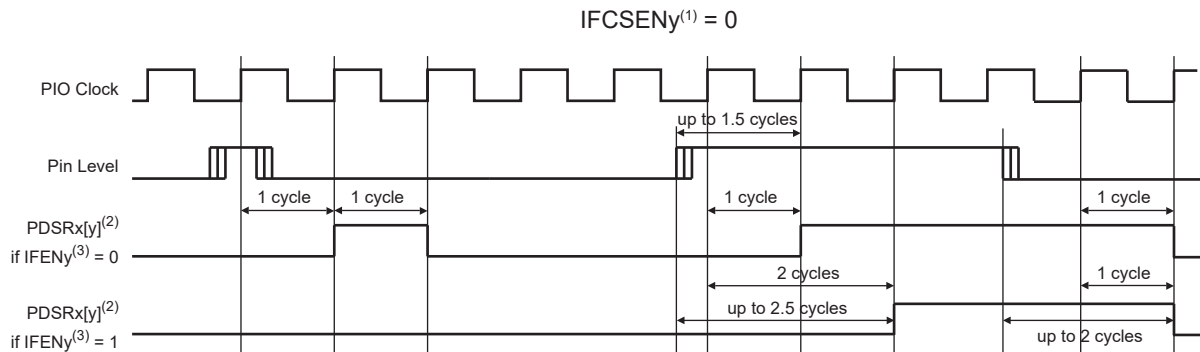 IFCSENy(1) = 0
PIO Clock
up to 1.5 cycles
Pin Level
1 cycle
1 cycle
1 cycle
1 cycle
PDSRx[y](2)
if IFENy(3) = 0
2 cycles
1 cycle
PDSRx[y](2)
if IFENy(3) = 1
up to 2.5 cycles
up to 2 cycles